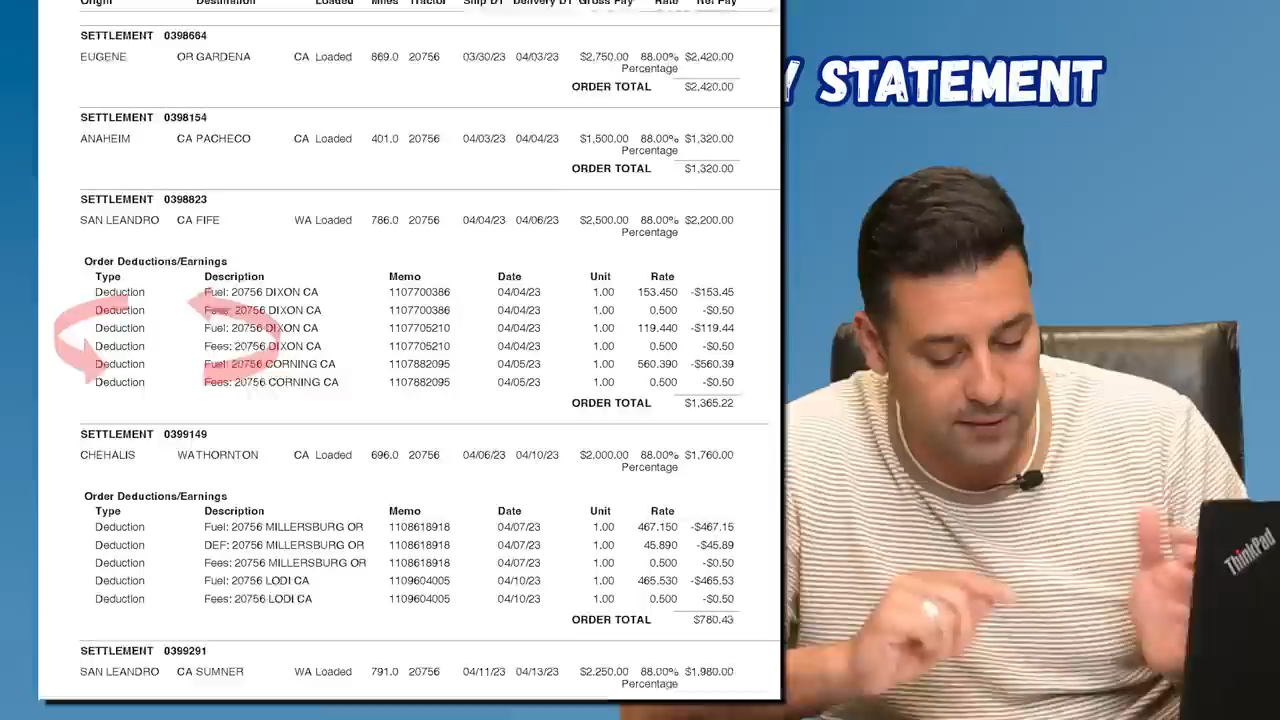 Origin Destination Loaded Miles Tractor Ship DT Delivery DT Gross Pay Rate Net Pay
SETTLEMENT 0398664
EUGENE OR GARDENA CA Loaded 869.0 20756 03/30/23 04/03/23 $2,750.00 88.00% $2,420.00
Percentage
ORDER TOTAL $2,420.00
Y STATEMENT
SETTLEMENT 0398154
ANAHEIM CA PACHECO CA Loaded 401.0 20756 04/03/23 04/04/23 $1,500.00 88.00% $1,320.00
Percentage
ORDER TOTAL $1,320.00
SETTLEMENT 0398823
SAN LEANDRO CA FIFE WA Loaded 786.0 20756 04/04/23 04/06/23 $2,500.00 88.00% $2,200.00
Percentage
Order Deductions/Earnings
Type Description Memo Date Unit Rate
Deduction Fuel: 20756 DIXON CA 1107700386 04/04/23 1.00 153.450 -$153.45
Deduction Fees: 20756 DIXON CA 1107700386 04/04/23 1.00 0.500 -$0.50
Deduction Fuel: 20756 DIXON CA 1107705210 04/04/23 1.00 119.440 -$119.44
Deduction Fees: 20756 DIXON CA 1107705210 04/04/23 1.00 0.500 -$0.50
Deduction Fuel: 20756 CORNING CA 1107882095 04/05/23 1.00 560.390 -$560.39
Deduction Fees: 20756 CORNING CA 1107882095 04/05/23 1.00 0.500 -$0.50
ORDER TOTAL $1,365.22
SETTLEMENT 0399149
CHEHALIS WA THORNTON CA Loaded 696.0 20756 04/06/23 04/10/23 $2,000.00 88.00% $1,760.00
Percentage
Order Deductions/Earnings
Type Description Memo Date Unit Rate
Deduction Fuel: 20756 MILLERSBURG OR 1108618918 04/07/23 1.00 467.150 -$467.15
Deduction DEF: 20756 MILLERSBURG OR 1108618918 04/07/23 1.00 45.890 -$45.89
Deduction Fees: 20756 MILLERSBURG OR 1108618918 04/07/23 1.00 0.500 -$0.50
Deduction Fuel: 20756 LODI CA 1109604005 04/10/23 1.00 465.530 -$465.53
Deduction Fees: 20756 LODI CA 1109604005 04/10/23 1.00 0.500 -$0.50
ORDER TOTAL $780.43
SETTLEMENT 0399291
SAN LEANDRO CA SUMNER WA Loaded 791.0 20756 04/11/23 04/13/23 $2,250.00 88.00% $1,980.00
Percentage
ThinkPad